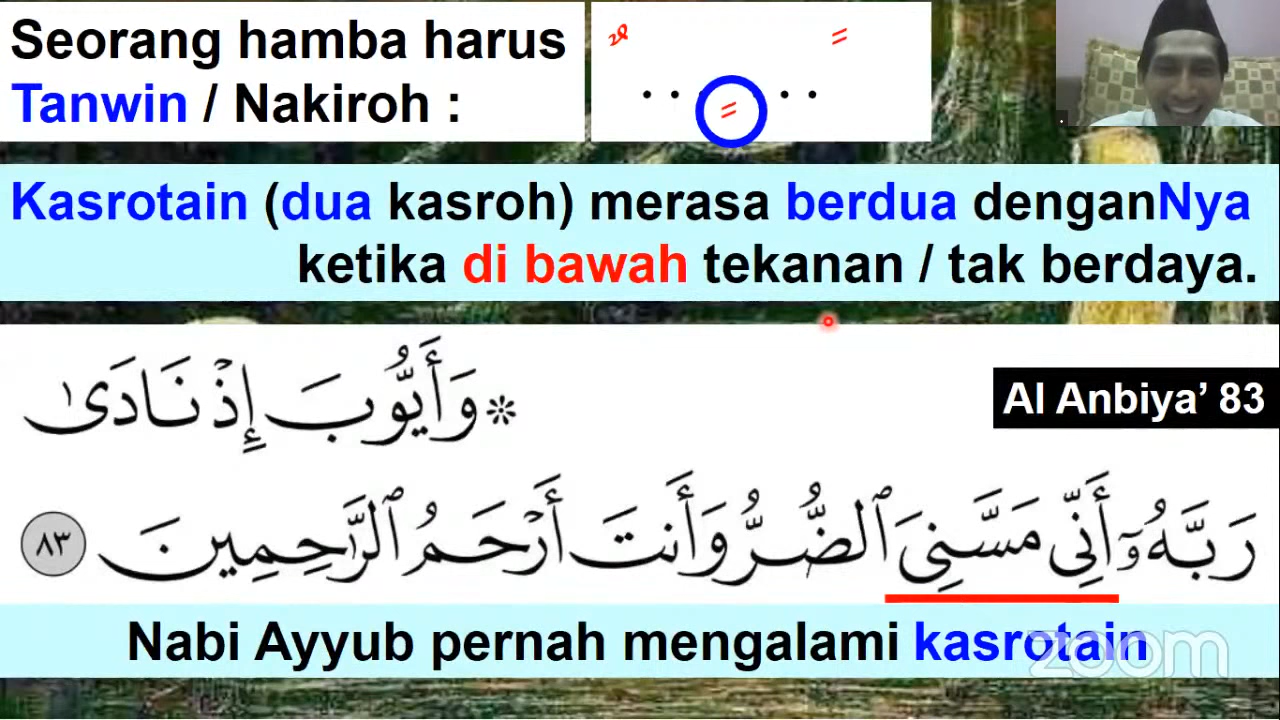 Seorang hamba harus
Tanwin / Nakiroh :
Kasrotain (dua kasroh) merasa berdua denganNya
ketika di bawah tekanan / tak berdaya.
Al Anbiya’ 83
۞ وَأَيُّوبَ إِذْ نَادَىٰ
رَبَّهُۥٓ أَنِّى مَسَّنِىَ ٱلضُّرُّ وَأَنتَ أَرْحَمُ ٱلرَّٰحِمِينَ ٨٣
Nabi Ayyub pernah mengalami kasrotain
zoom